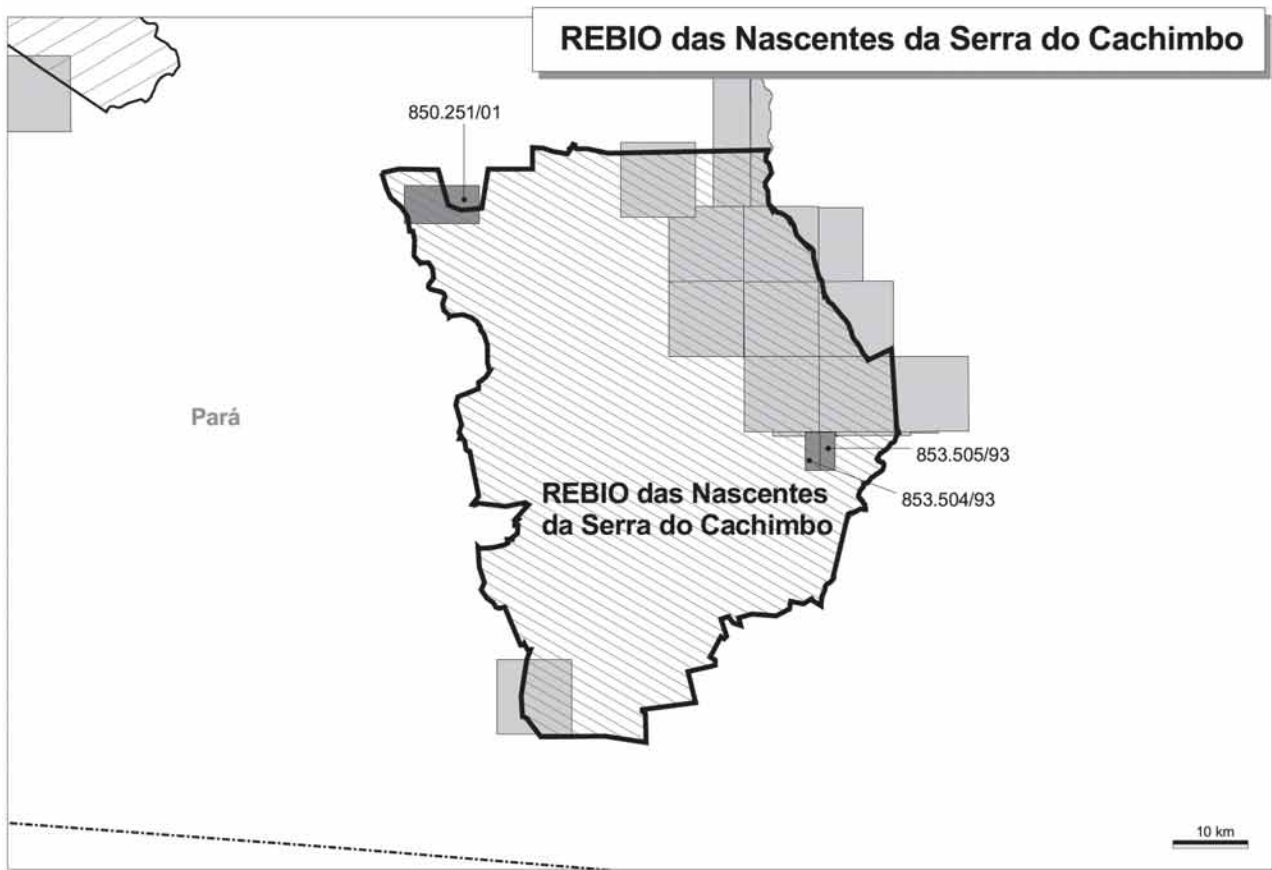 REBIO das Nascentes da Serra do Cachimbo
850.251/01
Pará
853.505/93
853.504/93
REBIO das Nascentes
da Serra do Cachimbo
10 km